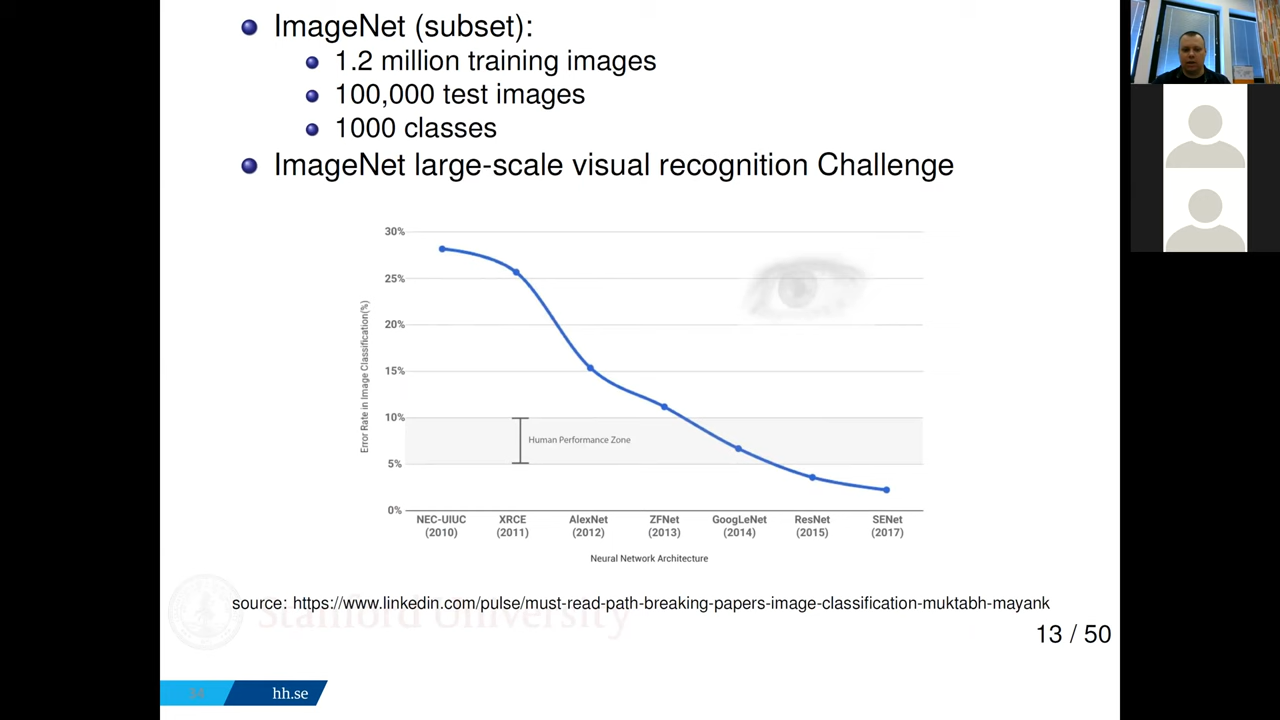 ImageNet (subset):
1.2 million training images
100,000 test images
1000 classes
ImageNet large-scale visual recognition Challenge
30%
25%
20%
15%
10%
5%
0%
Error Rate in Image Classification(%)
Human Performance Zone
NEC-UIUC (2010)
XRCE (2011)
AlexNet (2012)
ZFNet (2013)
GoogLeNet (2014)
ResNet (2015)
SENet (2017)
Neural Network Architecture
source: https://www.linkedin.com/pulse/must-read-path-breaking-papers-image-classification-muktabh-mayank
Stanford University
13 / 50
34
hh.se